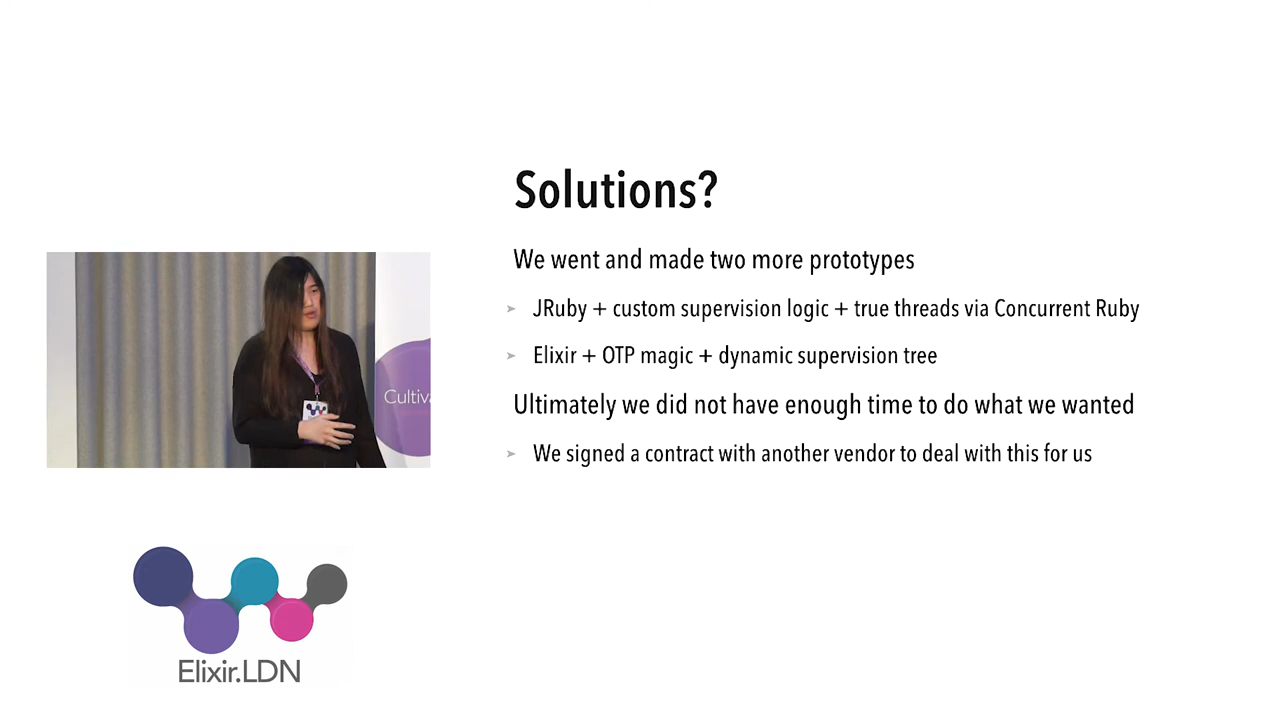 Solutions?
We went and made two more prototypes
➤ JRuby + custom supervision logic + true threads via Concurrent Ruby
➤ Elixir + OTP magic + dynamic supervision tree
Ultimately we did not have enough time to do what we wanted
➤ We signed a contract with another vendor to deal with this for us
Cultiva
Elixir.LDN